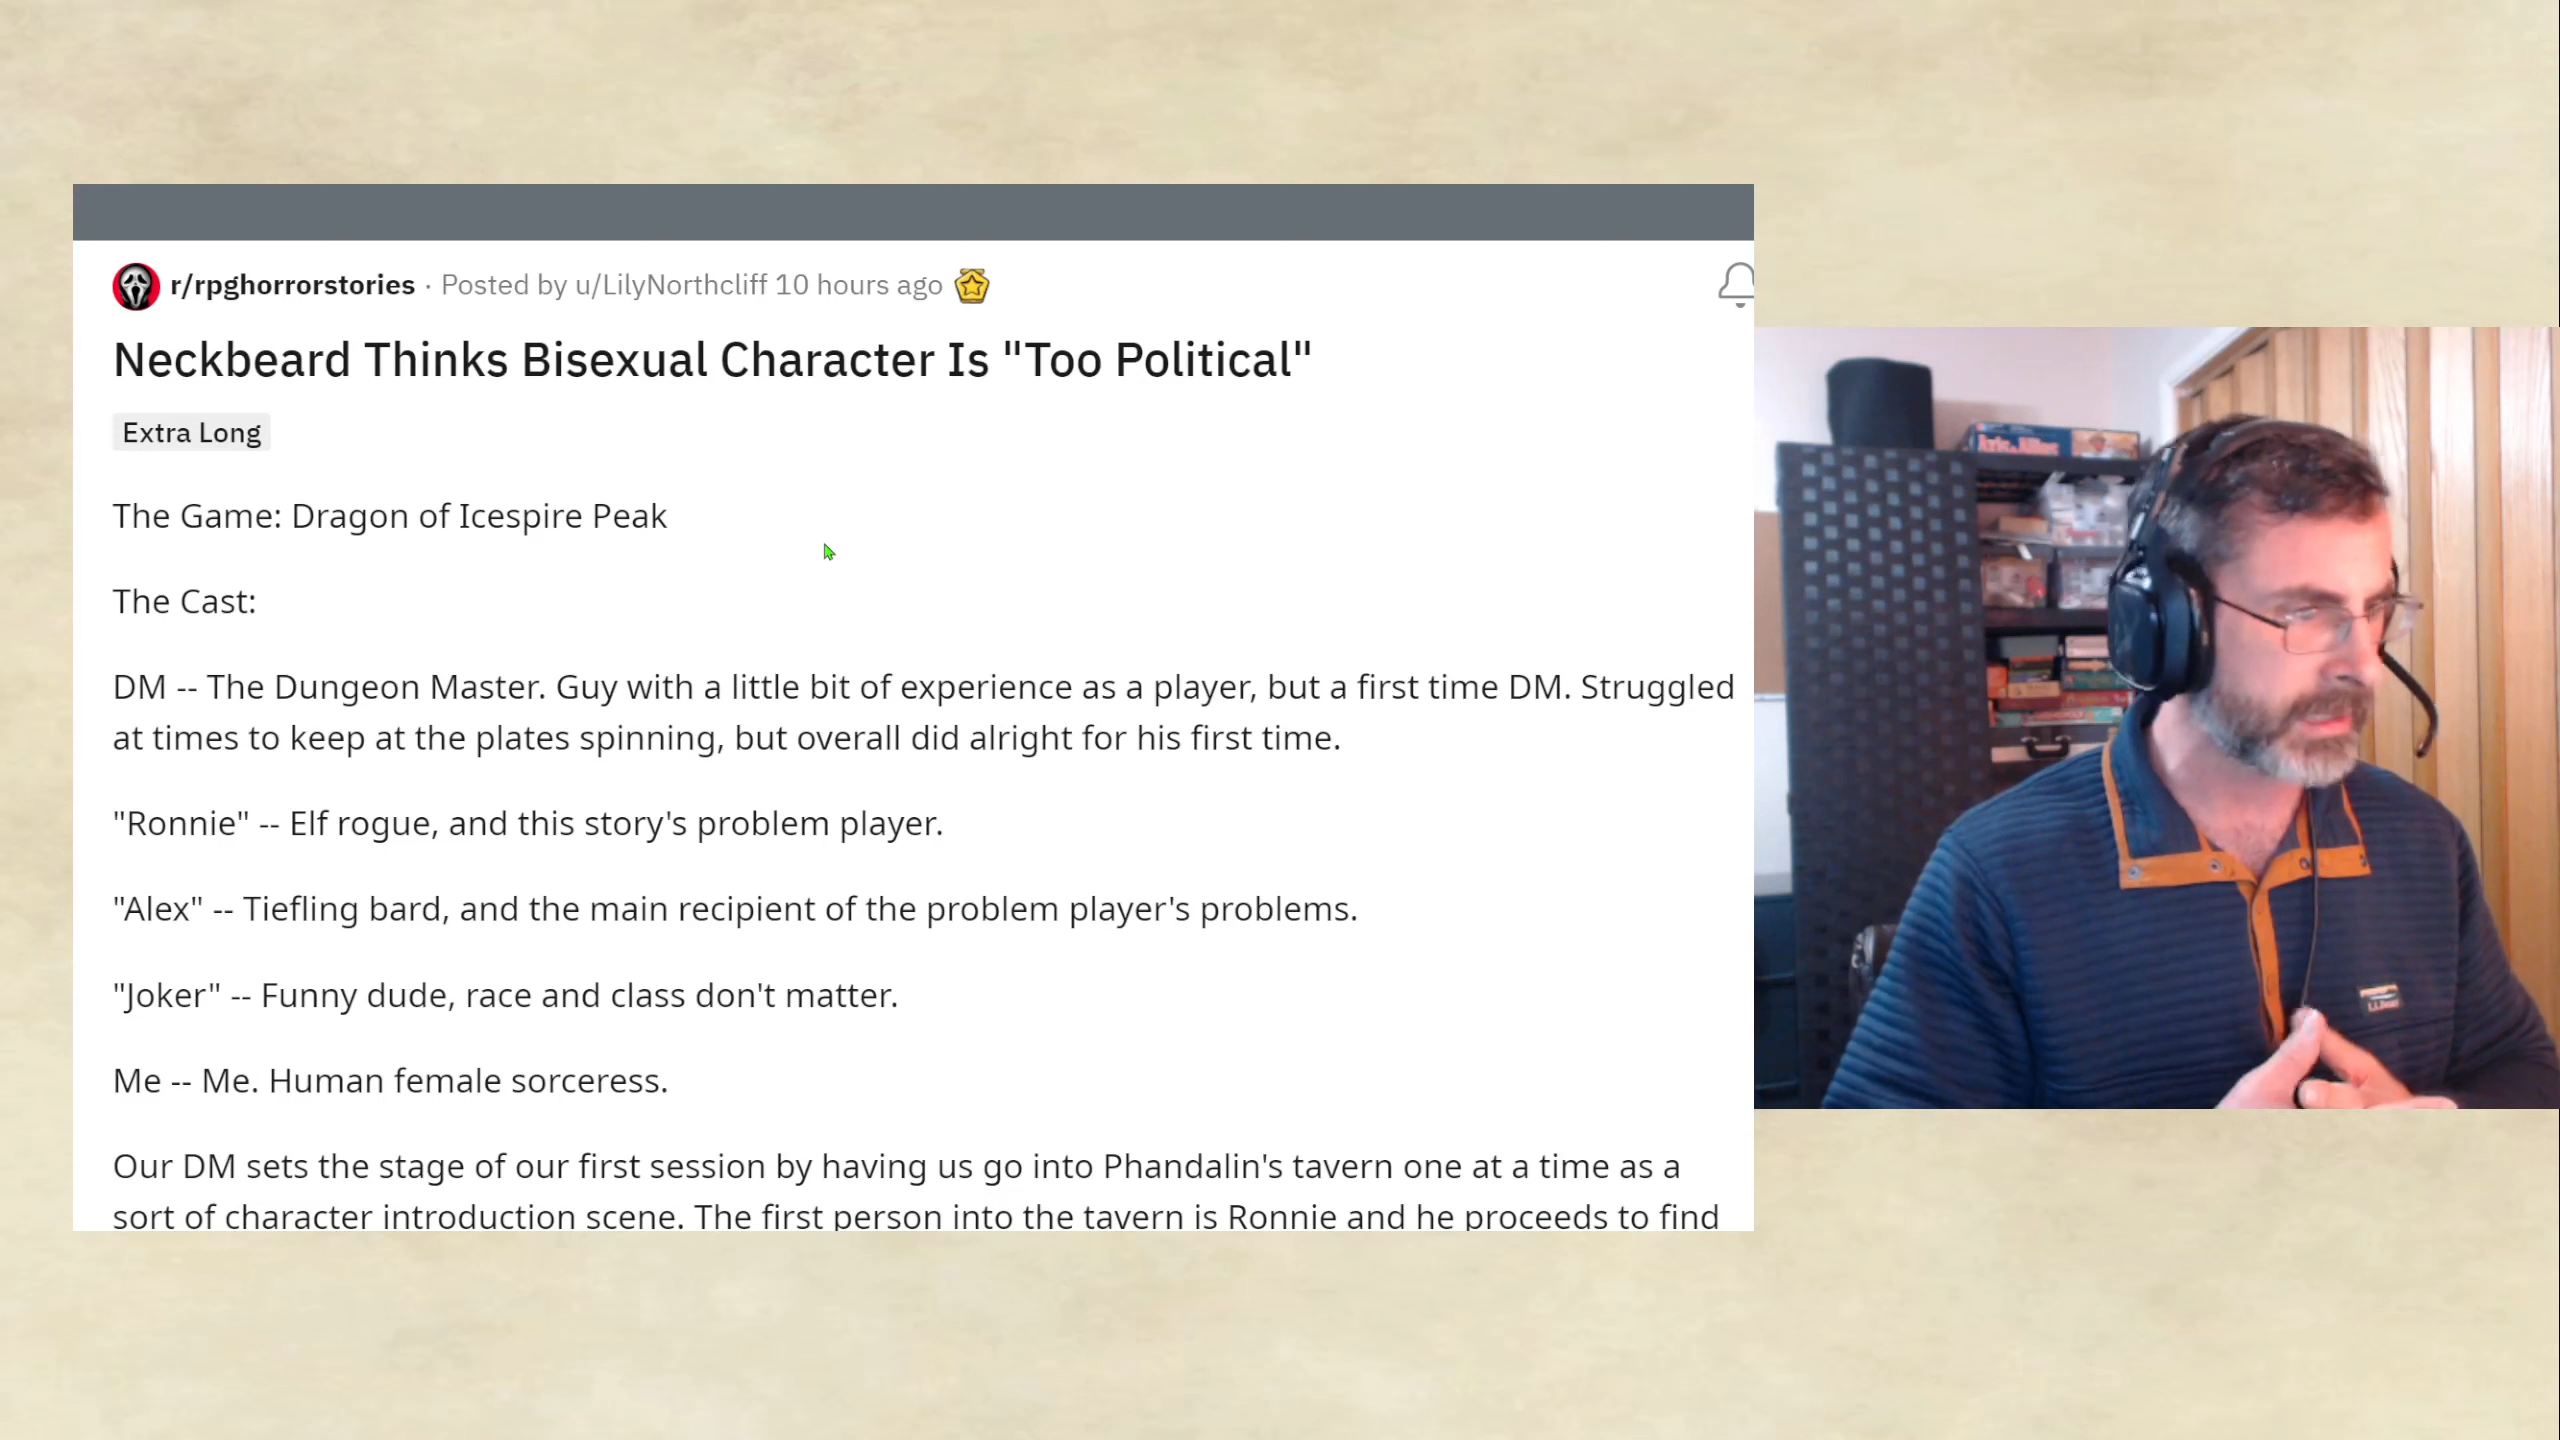 r/rpghorrorstories · Posted by u/LilyNorthcliff 10 hours ago
Neckbeard Thinks Bisexual Character Is "Too Political"
Extra Long
The Game: Dragon of Icespire Peak
The Cast:
DM -- The Dungeon Master. Guy with a little bit of experience as a player, but a first time DM. Struggled
at times to keep at the plates spinning, but overall did alright for his first time.
"Ronnie" -- Elf rogue, and this story's problem player.
"Alex" -- Tiefling bard, and the main recipient of the problem player's problems.
"Joker" -- Funny dude, race and class don't matter.
Me -- Me. Human female sorceress.
Our DM sets the stage of our first session by having us go into Phandalin's tavern one at a time as a
sort of character introduction scene. The first person into the tavern is Ronnie and he proceeds to find
Axis & Allies
L.L.Bean